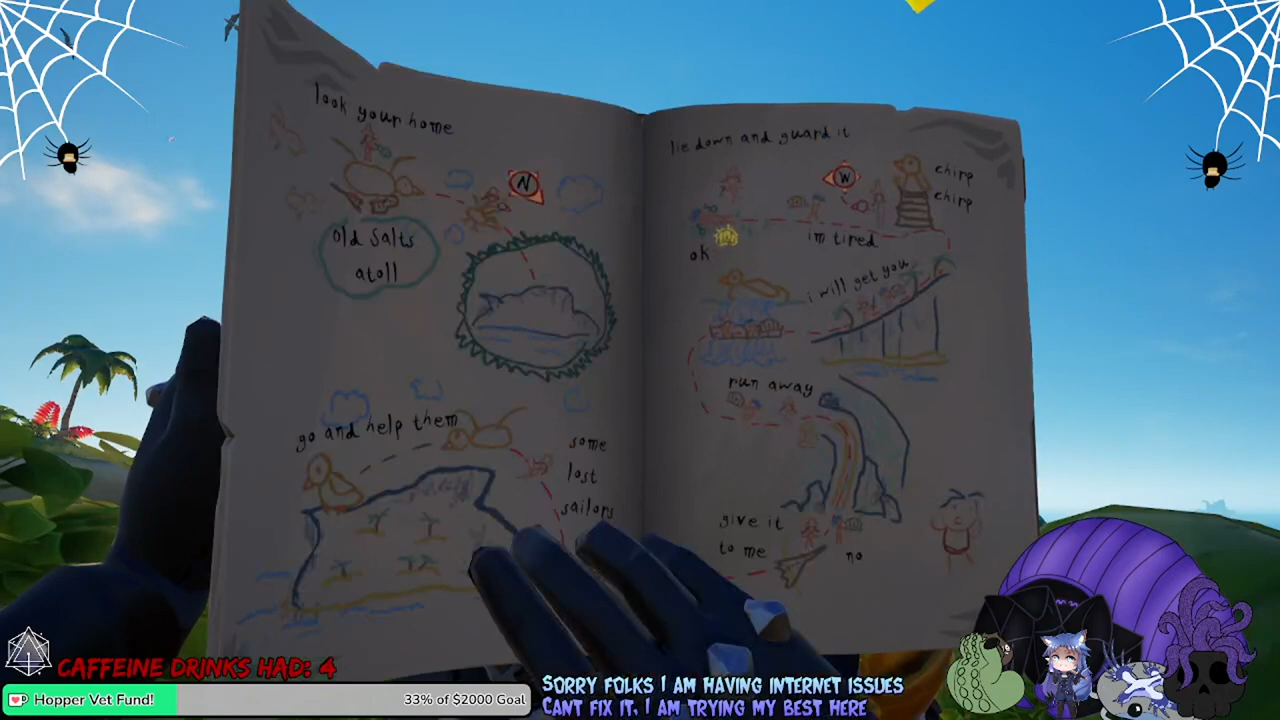 look your home
N
old salts
atoll
go and help them
some
lost
sailors
lie down and guard it
W
chirp
chirp
im tired
ok
i will get you
run away
give it
to me
no
CAFFEINE DRINKS HAD: 4
Hopper Vet Fund!
33% of $2000 Goal
SORRY FOLKS I AM HAVING INTERNET ISSUES
CANT FIX IT, I AM TRYING MY BEST HERE